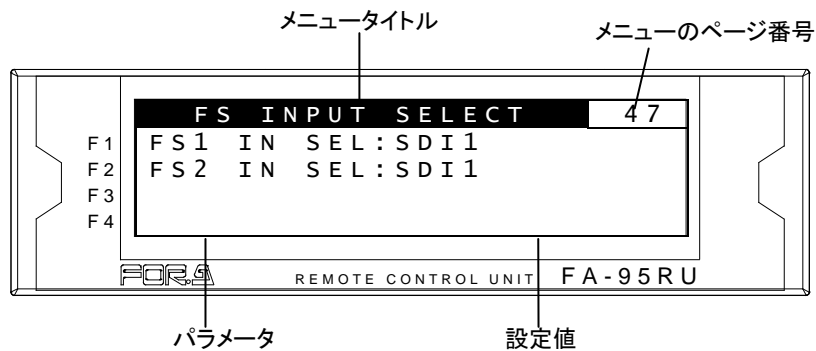 メニュータイトル
メニューのページ番号
FS INPUT SELECT 47
F1 FS1 IN SEL:SDI1
F2 FS2 IN SEL:SDI1
F3
F4
FOR.A REMOTE CONTROL UNIT FA-95RU
パラメータ 設定値